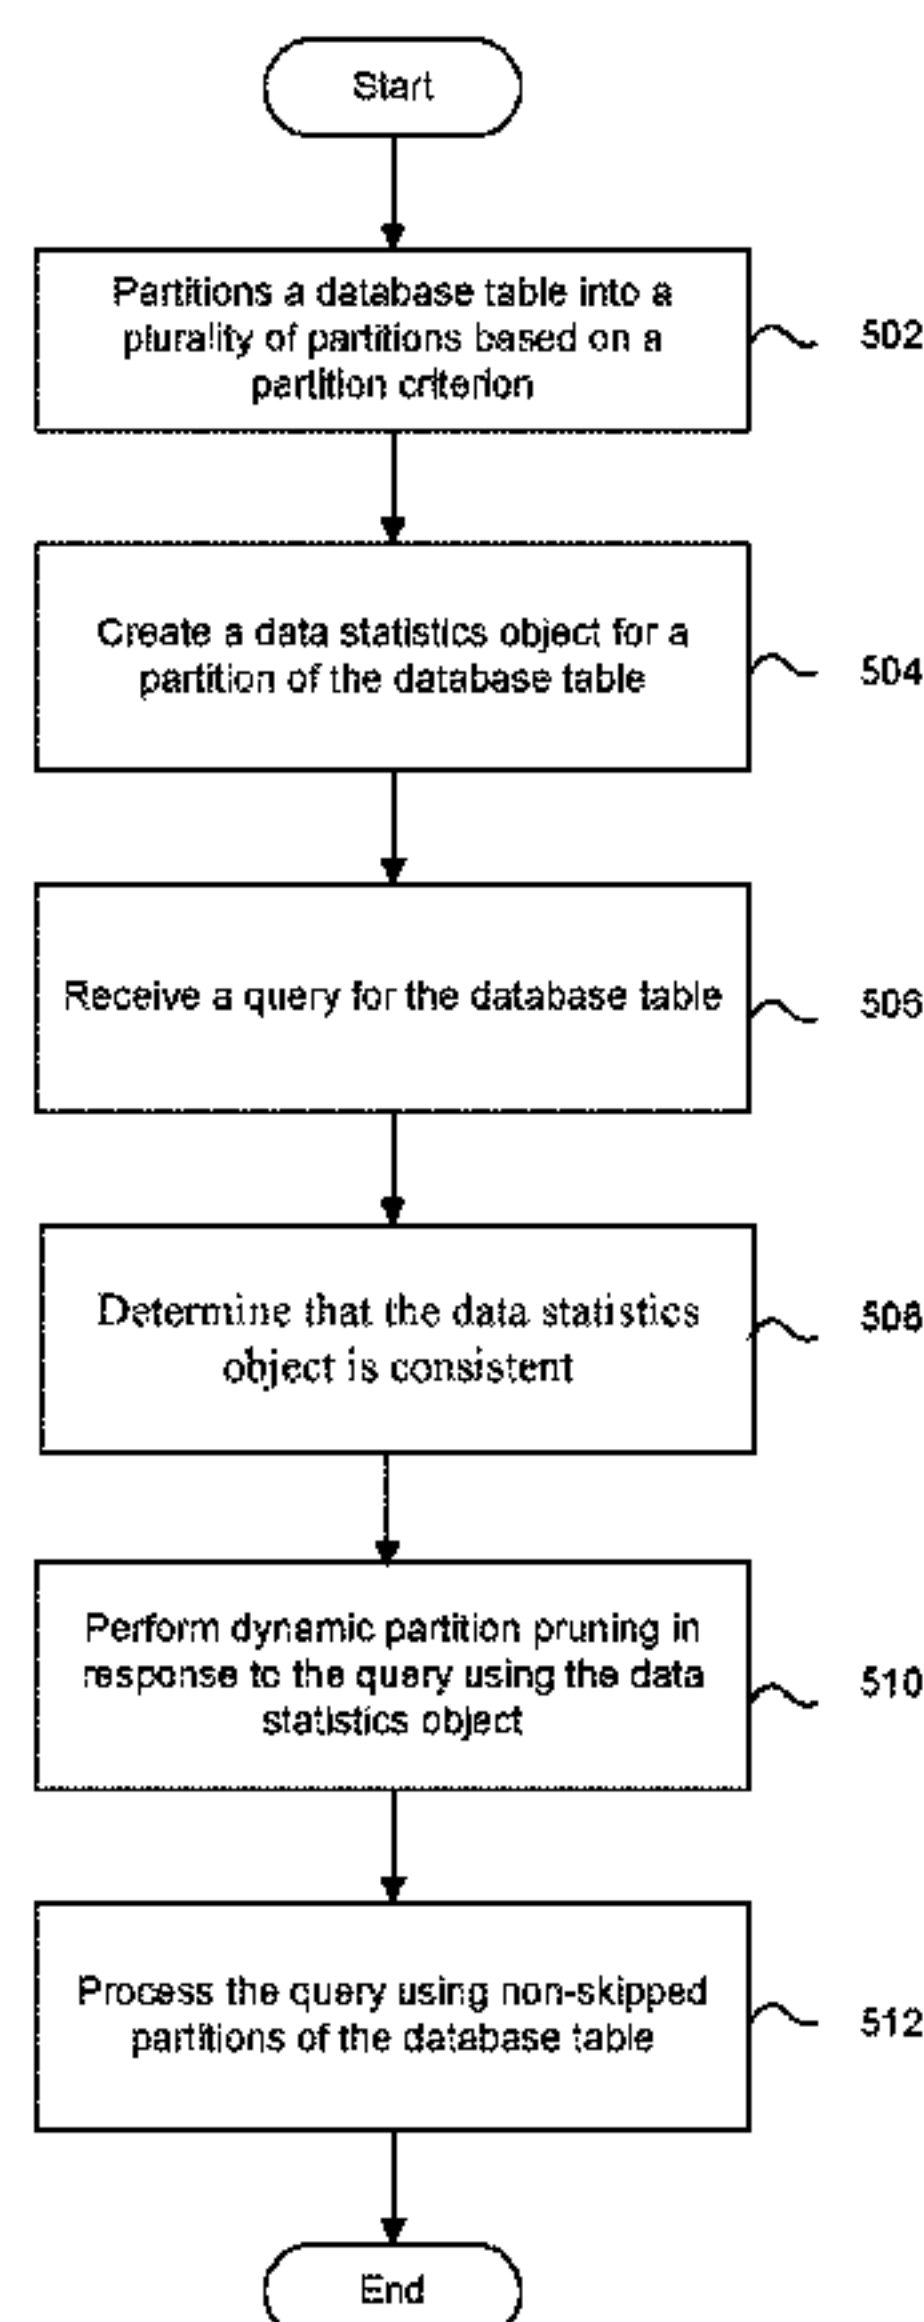 Start
Partitions a database table into a
plurality of partitions based on a
partition criterion
502
Create a data statistics object for a
partition of the database table
504
Receive a query for the database table
506
Determine that the data statistics
object is consistent
508
Perform dynamic partition pruning in
response to the query using the data
statistics object
510
Process the query using non-skipped
partitions of the database table
512
End